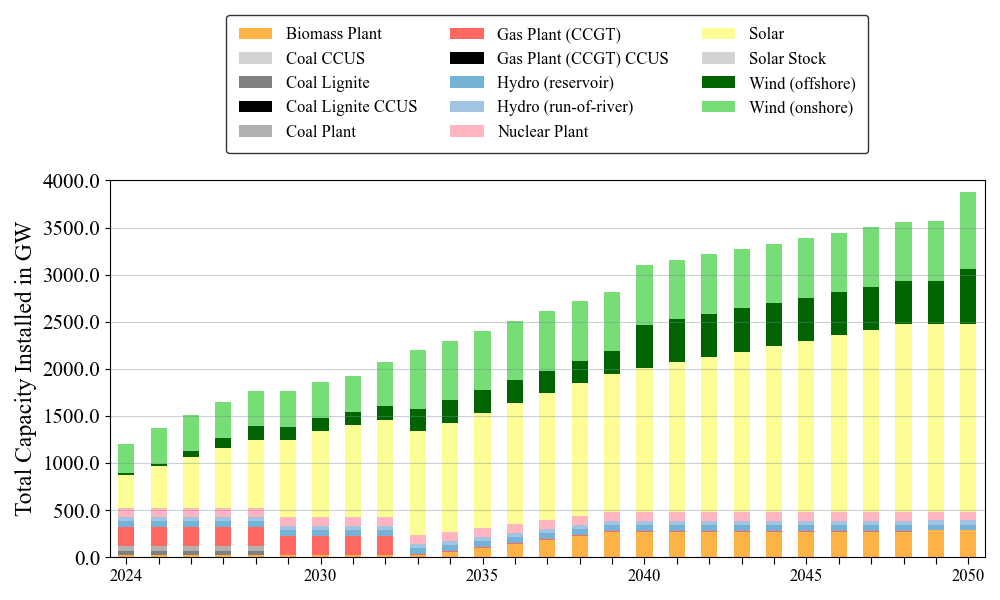 Biomass Plant
Coal CCUS
Coal Lignite
Coal Lignite CCUS
Coal Plant
Gas Plant (CCGT)
Gas Plant (CCGT) CCUS
Hydro (reservoir)
Hydro (run-of-river)
Nuclear Plant
Solar
Solar Stock
Wind (offshore)
Wind (onshore)
Total Capacity Installed in GW
4000.0
3500.0
3000.0
2500.0
2000.0
1500.0
1000.0
500.0
0.0
2024
2030
2035
2040
2045
2050